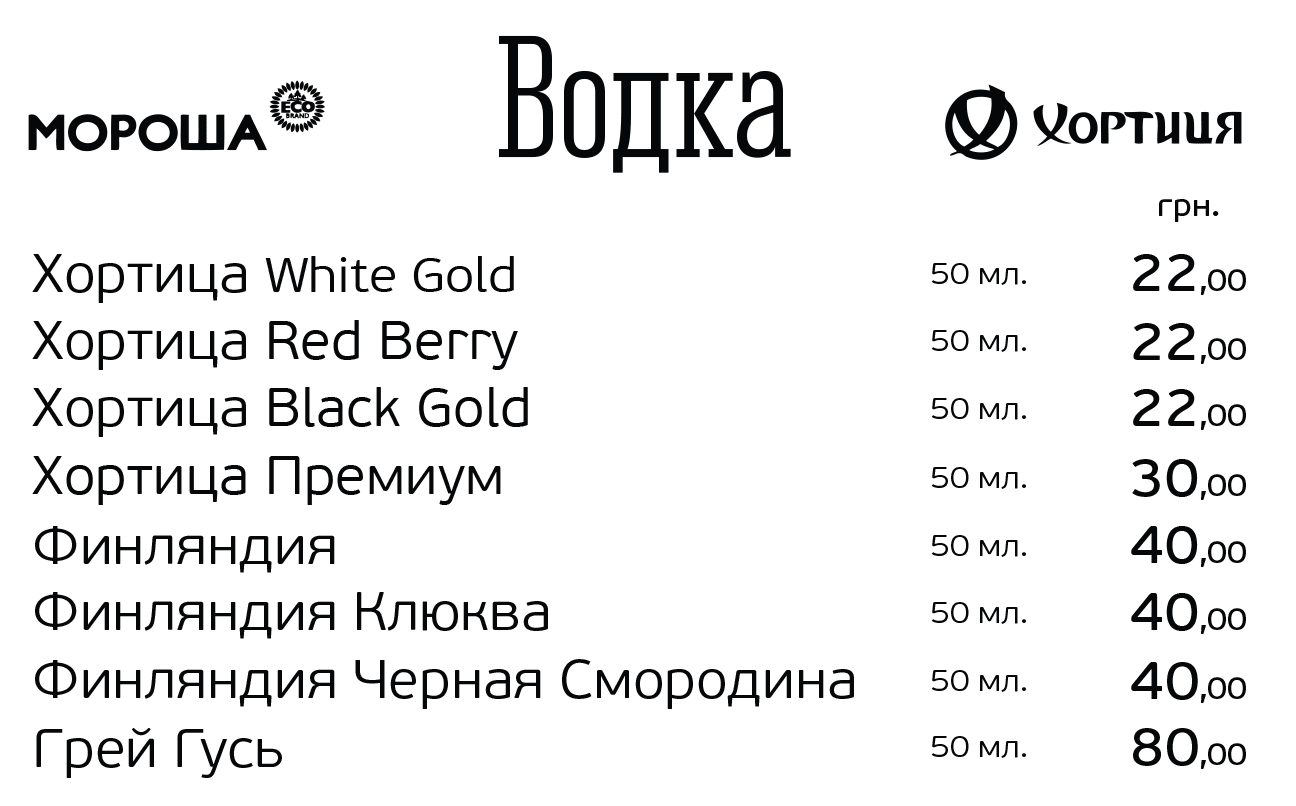 МОРОША ECO BRAND
Водка
Хортиця
грн.
Хортица White Gold 50 мл. 22,00
Хортица Red Berry 50 мл. 22,00
Хортица Black Gold 50 мл. 22,00
Хортица Премиум 50 мл. 30,00
Финляндия 50 мл. 40,00
Финляндия Клюква 50 мл. 40,00
Финляндия Черная Смородина 50 мл. 40,00
Грей Гусь 50 мл. 80,00